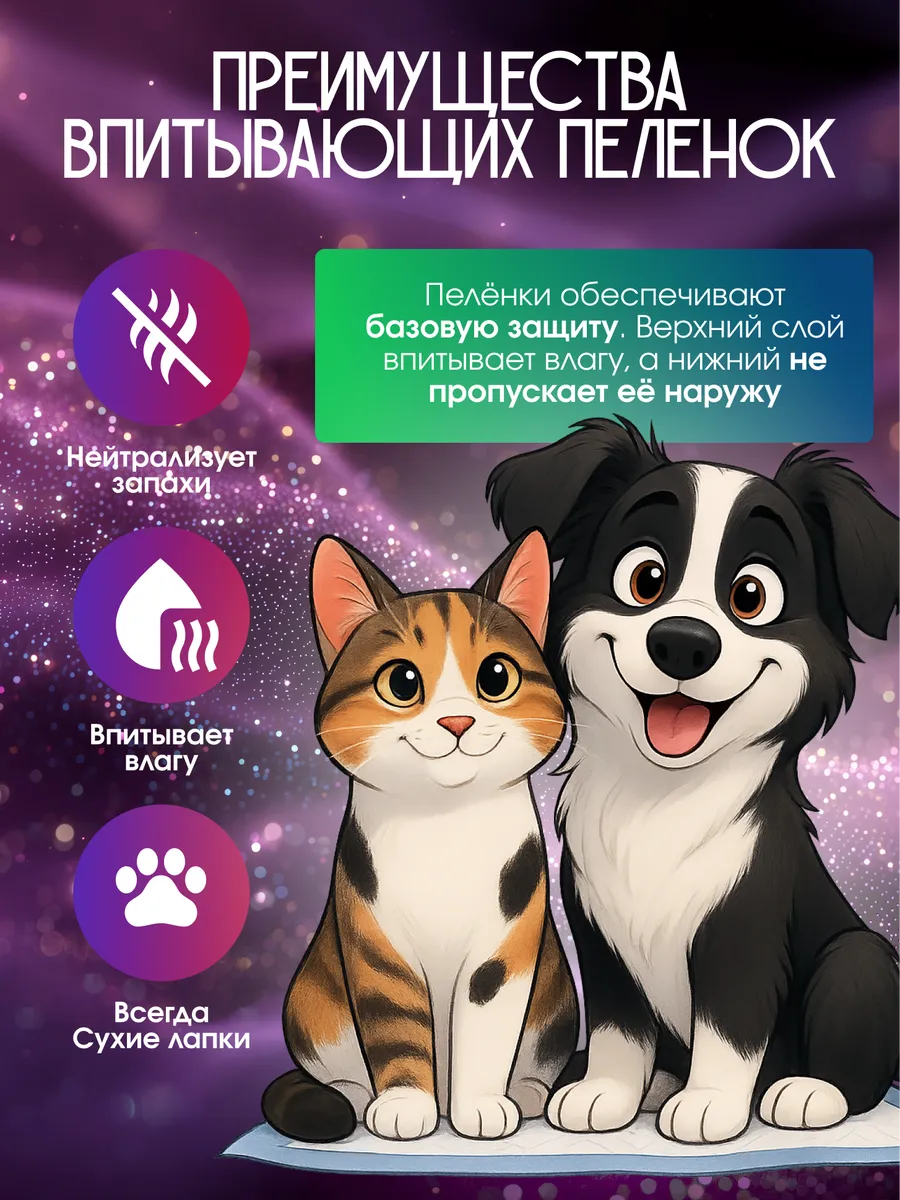 ПРЕИМУЩЕСТВА
ВПИТЫВАЮЩИХ ПЕЛЕНОК
Пелёнки обеспечивают
базовую защиту. Верхний слой
впитывает влагу, а нижний не
пропускает её наружу
Нейтрализует
запахи
Впитывает
влагу
Всегда
Сухие лапки